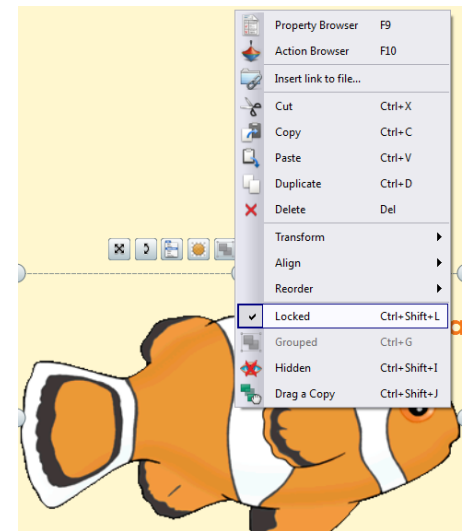 Property Browser F9
Action Browser F10
Insert link to file...
Cut Ctrl+X
Copy Ctrl+C
Paste Ctrl+V
Duplicate Ctrl+D
Delete Del
Transform
Align
Reorder
Locked Ctrl+Shift+L
Grouped Ctrl+G
Hidden Ctrl+Shift+I
Drag a Copy Ctrl+Shift+J